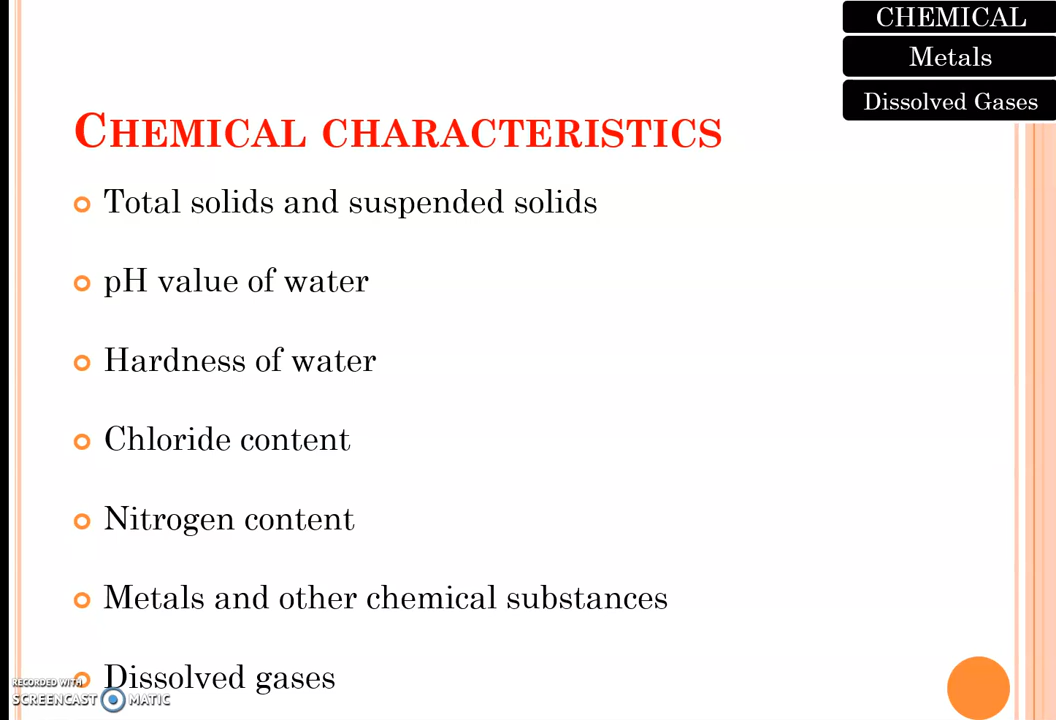 CHEMICAL
Metals
Dissolved Gases
CHEMICAL CHARACTERISTICS
Total solids and suspended solids
pH value of water
Hardness of water
Chloride content
Nitrogen content
Metals and other chemical substances
Dissolved gases
RECORDED WITH
SCREENCAST MATIC